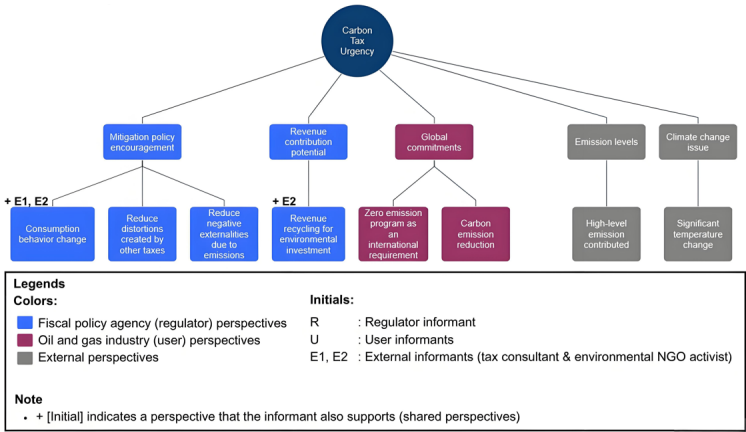 Carbon
Tax
Urgency
Mitigation policy
encouragement
Revenue
contribution
potential
Global
commitments
Emission levels
Climate change
issue
+ E1, E2
+ E2
Consumption
behavior change
Reduce
distortions
created by
other taxes
Reduce
negative
externalities
due to
emissions
Revenue
recycling for
environmental
investment
Zero emission
program as
an
international
requirement
Carbon
emission
reduction
High-level
emission
contributed
Significant
temperature
change
Legends
Colors:
Fiscal policy agency (regulator) perspectives
Oil and gas industry (user) perspectives
External perspectives
Initials:
R : Regulator informant
U : User informants
E1, E2 : External informants (tax consultant & environmental NGO activist)
Note
• + [Initial] indicates a perspective that the informant also supports (shared perspectives)